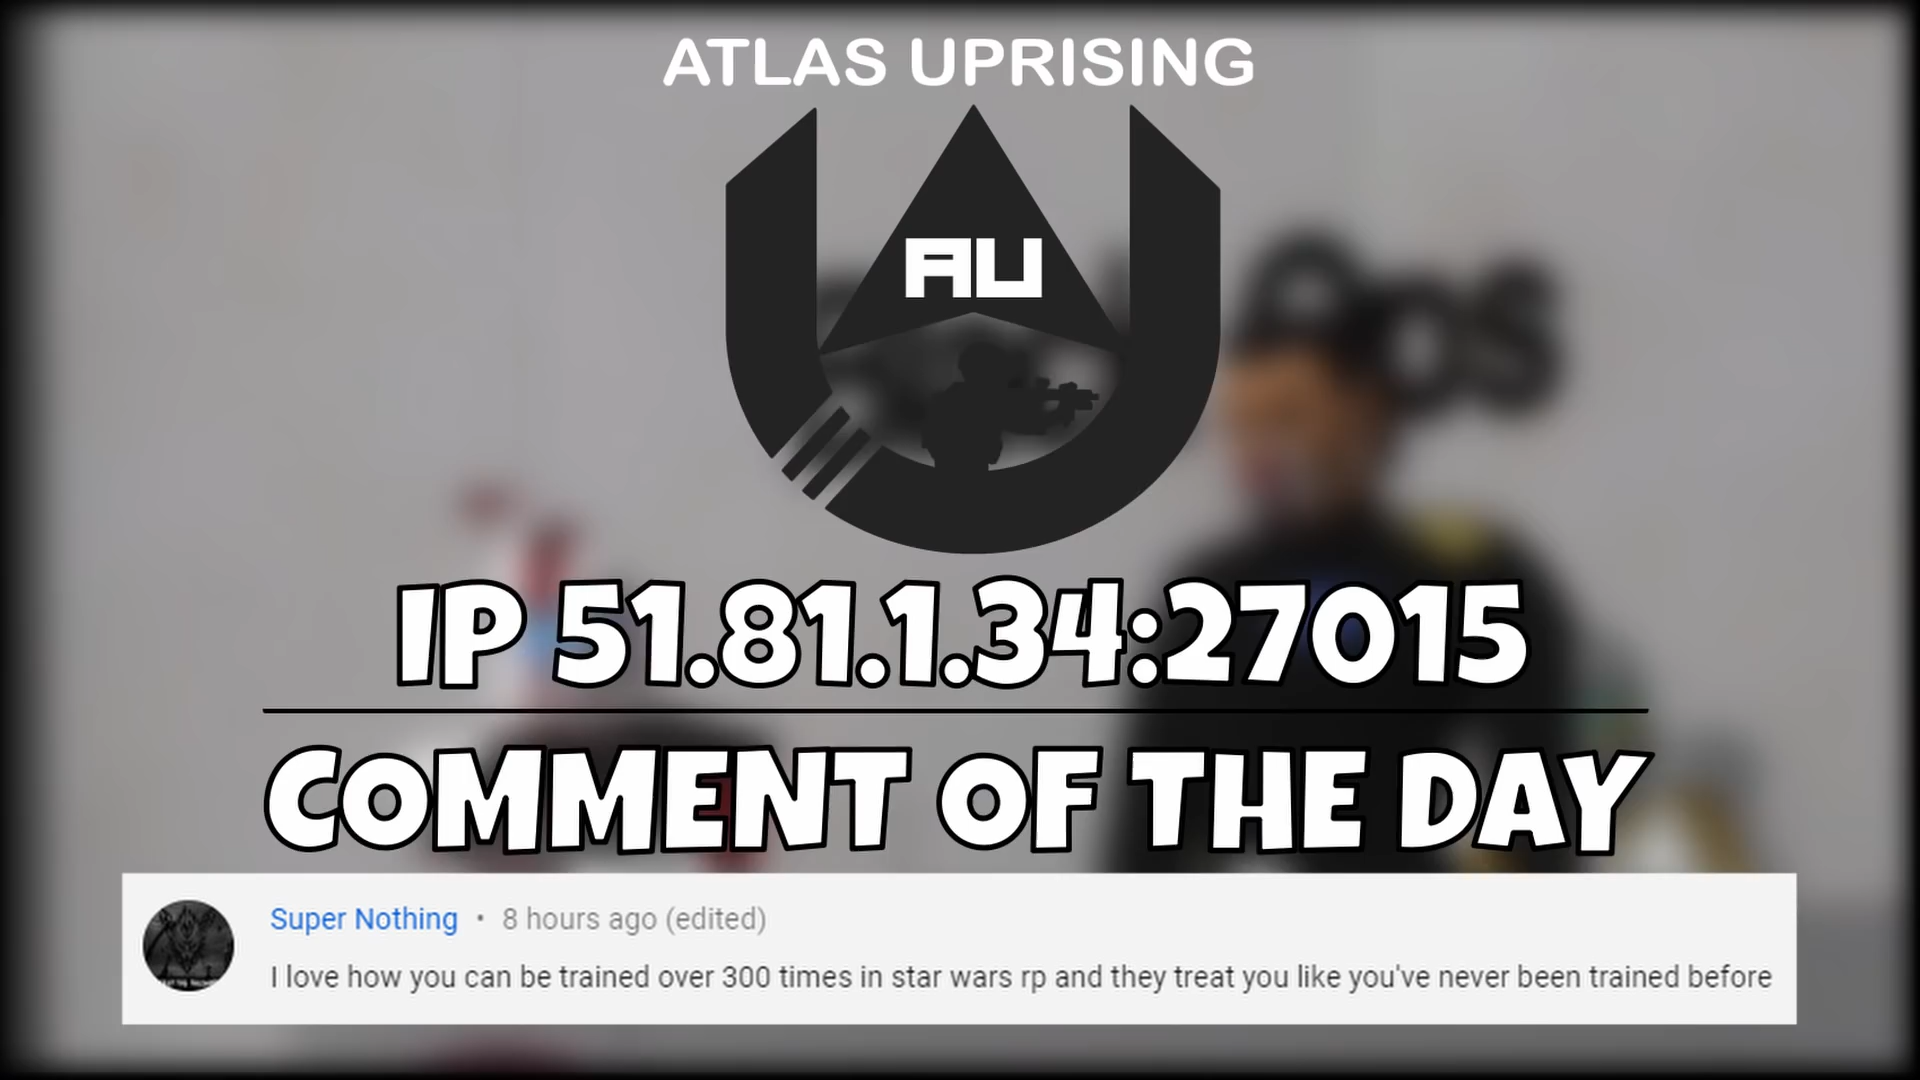 ATLAS UPRISING
AU
IP 51.81.1.34:27015
COMMENT OF THE DAY
Super Nothing • 8 hours ago (edited)
I love how you can be trained over 300 times in star wars rp and they treat you like you've never been trained before